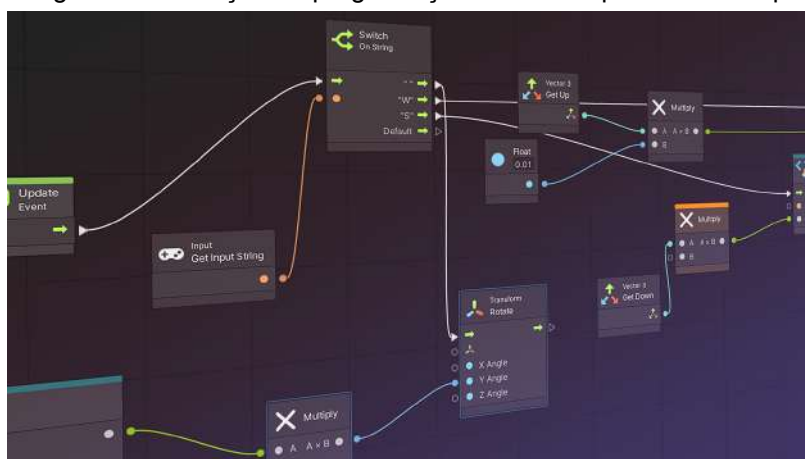 Switch
On String
" "
"W"
"S"
Default
Vector 3
Get Up
Multiply
A A × B
B
Float
0.01
Update
Event
Input
Get Input String
Multiply
A A × B
B
Vector 3
Get Down
Transform
Rotate
X Angle
Y Angle
Z Angle
Multiply
A A × B